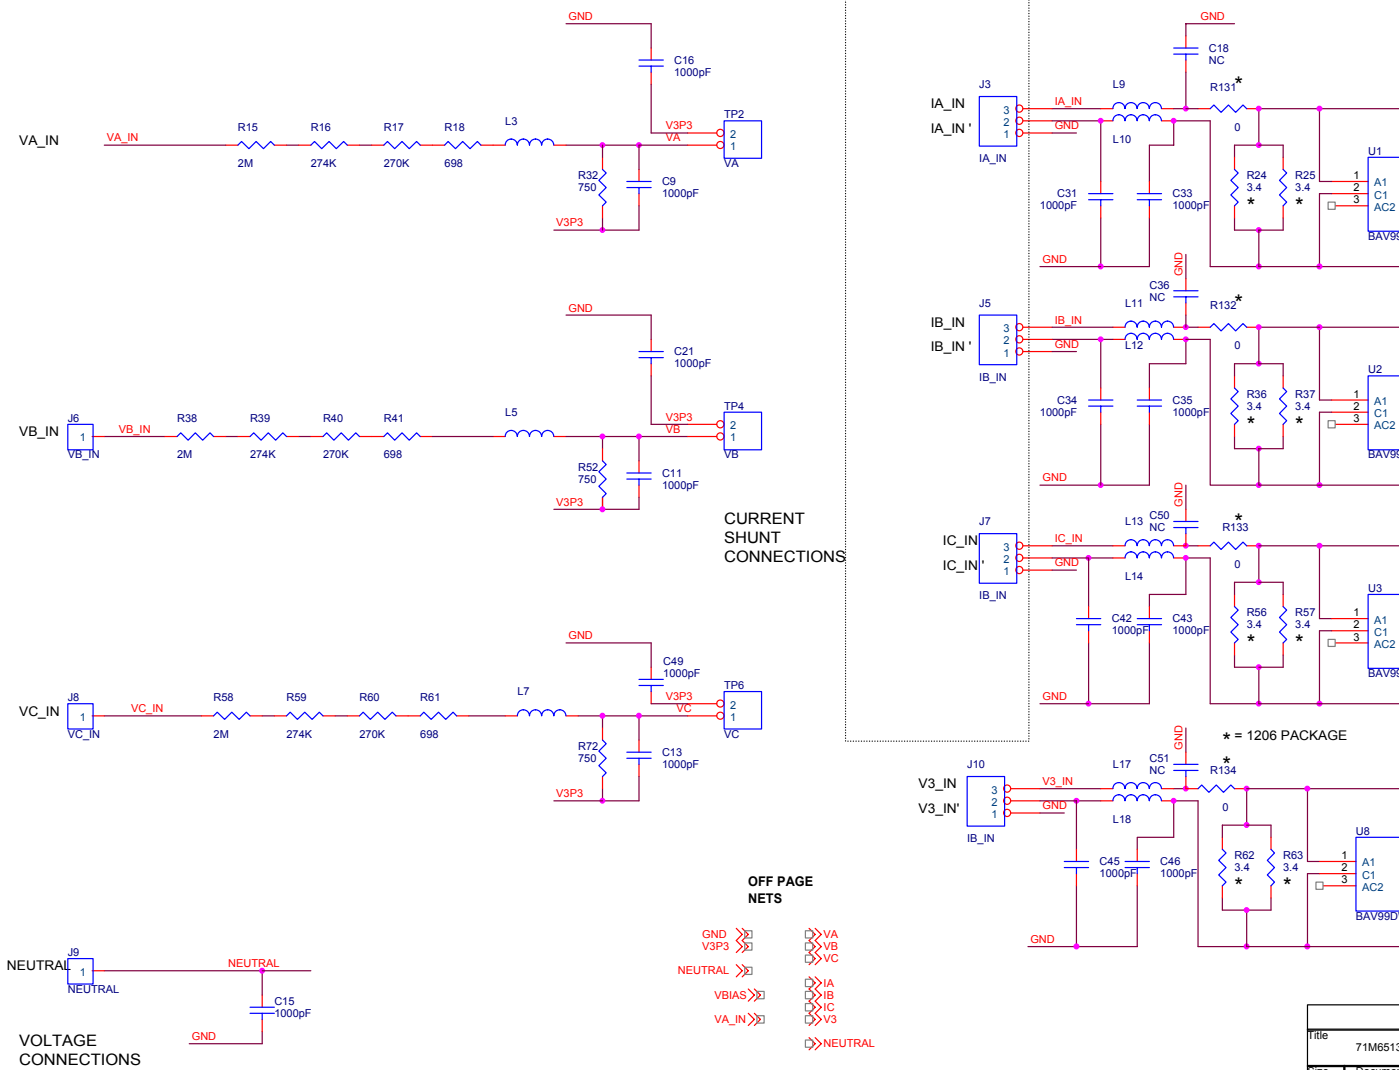 GND
C16
1000pF
TP2
V3P3
2
VA_IN
VA_IN
R15
R16
R17
R18
L3
VA
1
2M
274K
270K
698
VA
R32
750
C9
1000pF
V3P3
GND
C21
1000pF
TP4
V3P3
2
J6
VB_IN
1
VB_IN
R38
R39
R40
R41
L5
VB
1
VB_IN
2M
274K
270K
698
VB
R52
750
C11
1000pF
V3P3
CURRENT
SHUNT
CONNECTIONS
GND
C49
1000pF
TP6
V3P3
2
J8
VC_IN
1
VC_IN
R58
R59
R60
R61
L7
VC
1
VC_IN
2M
274K
270K
698
VC
R72
750
C13
1000pF
V3P3
J9
NEUTRAL
1
NEUTRAL
NEUTRAL
C15
1000pF
GND
VOLTAGE
CONNECTIONS
OFF PAGE
NETS
GND
V3P3
NEUTRAL
VBIAS
VA_IN
VA
VB
VC
IA
IB
IC
V3
NEUTRAL
GND
C18
NC
J3
L9
R131
*
IA_IN
3
IA_IN
IA_IN '
2
1
GND
L10
0
IA_IN
C31
1000pF
C33
1000pF
R24
3.4
*
R25
3.4
*
U1
1
A1
2
C1
3
AC2
BAV99
GND
GND
C36
NC
J5
L11
R132
*
IB_IN
3
IB_IN
IB_IN '
2
1
GND
L12
0
IB_IN
C34
1000pF
C35
1000pF
R36
3.4
*
R37
3.4
*
U2
1
A1
2
C1
3
AC2
BAV99
GND
GND
C50
NC
J7
L13
*
R133
IC_IN
3
IC_IN
IC_IN '
2
1
GND
L14
0
IB_IN
C42
1000pF
C43
1000pF
R56
3.4
*
R57
3.4
*
U3
1
A1
2
C1
3
AC2
BAV99
GND
* = 1206 PACKAGE
GND
C51
NC
J10
L17
*
R134
V3_IN
3
V3_IN
V3_IN'
2
1
GND
L18
0
IB_IN
C45
1000pF
C46
1000pF
R62
3.4
*
R63
3.4
*
U8
1
A1
2
C1
3
AC2
BAV99D
GND
Title
71M6513